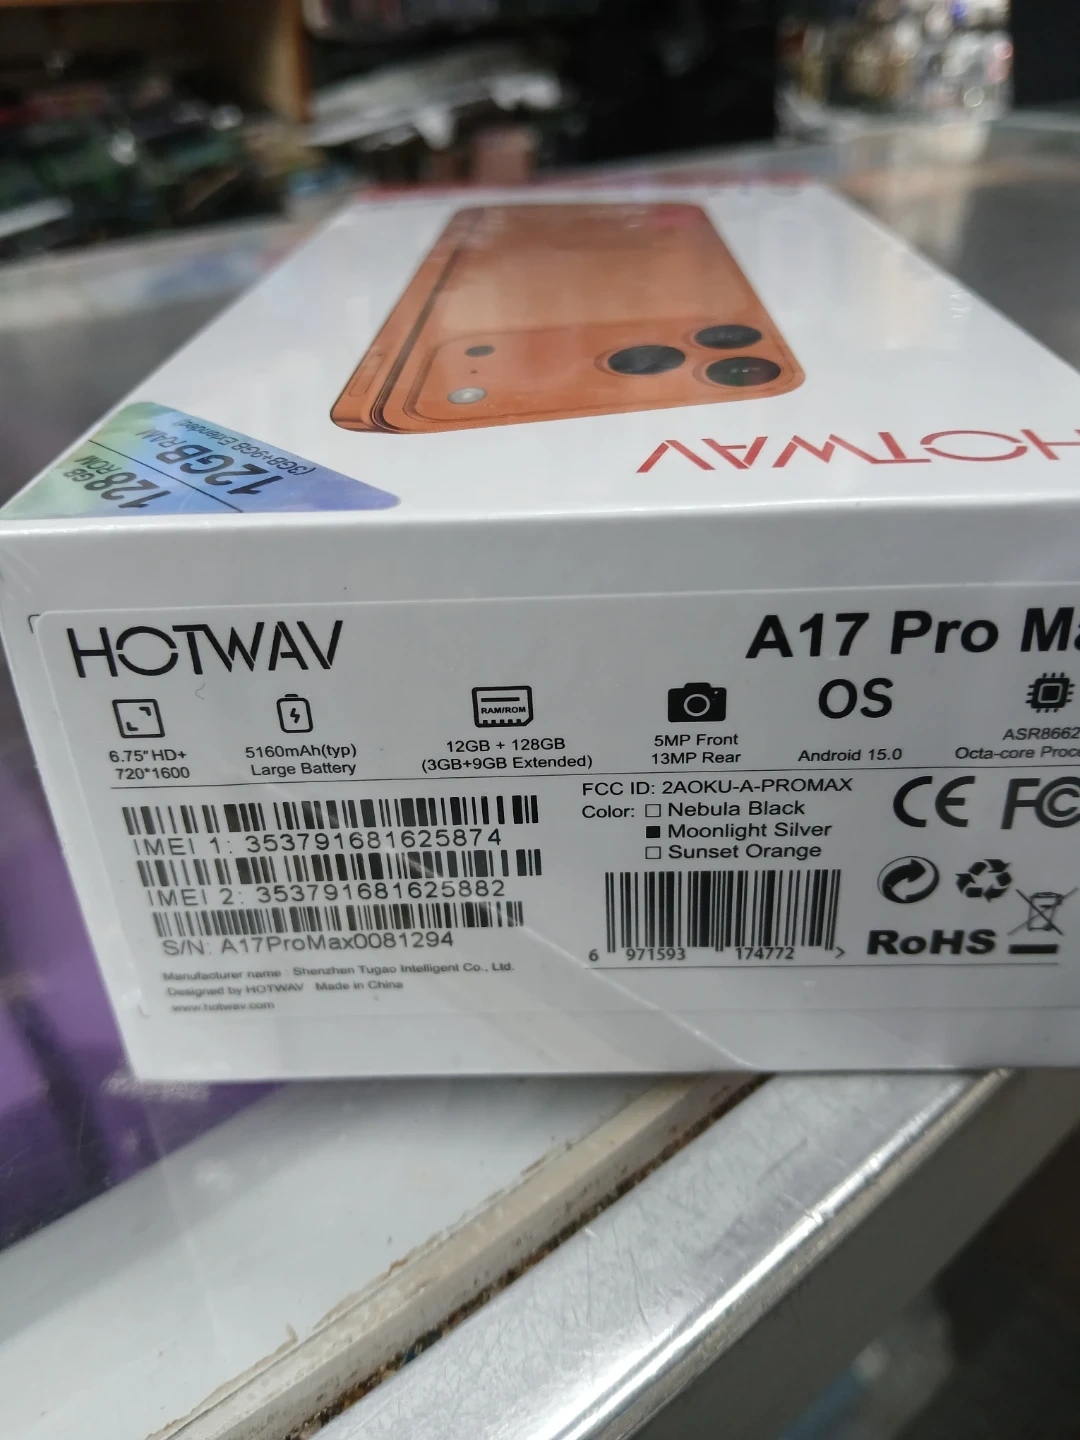 128GB
ROM
12GB RAM
(3GB+9GB Extended)
HOTWAV
HOTWAV
A17 Pro Ma
6.75"HD+
720*1600
5160mAh(typ)
Large Battery
RAM/ROM
12GB + 128GB
(3GB+9GB Extended)
5MP Front
13MP Rear
OS
Android 15.0
ASR8662
Octa-core Proce
FCC ID: 2AOKU-A-PROMAX
Color: ☐ Nebula Black
■ Moonlight Silver
☐ Sunset Orange
CE FC
IMEI 1: 353791681625874
IMEI 2: 353791681625882
S/N: A17ProMax0081294
6 971593 174772 >
RoHS
Manufacturer name : Shenzhen Tugao Intelligent Co., Ltd.
Designed by HOTWAV Made in China
www.hotwav.com